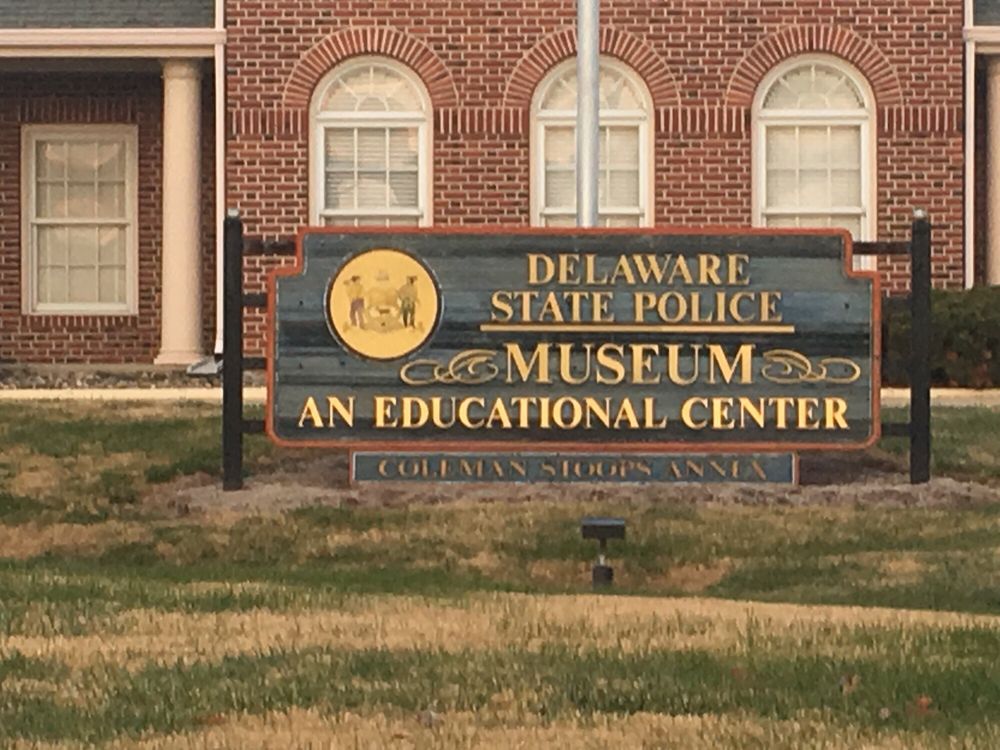 DELAWARE
STATE POLICE
MUSEUM
AN EDUCATIONAL CENTER
COLEMAN STOOPS ANNEX